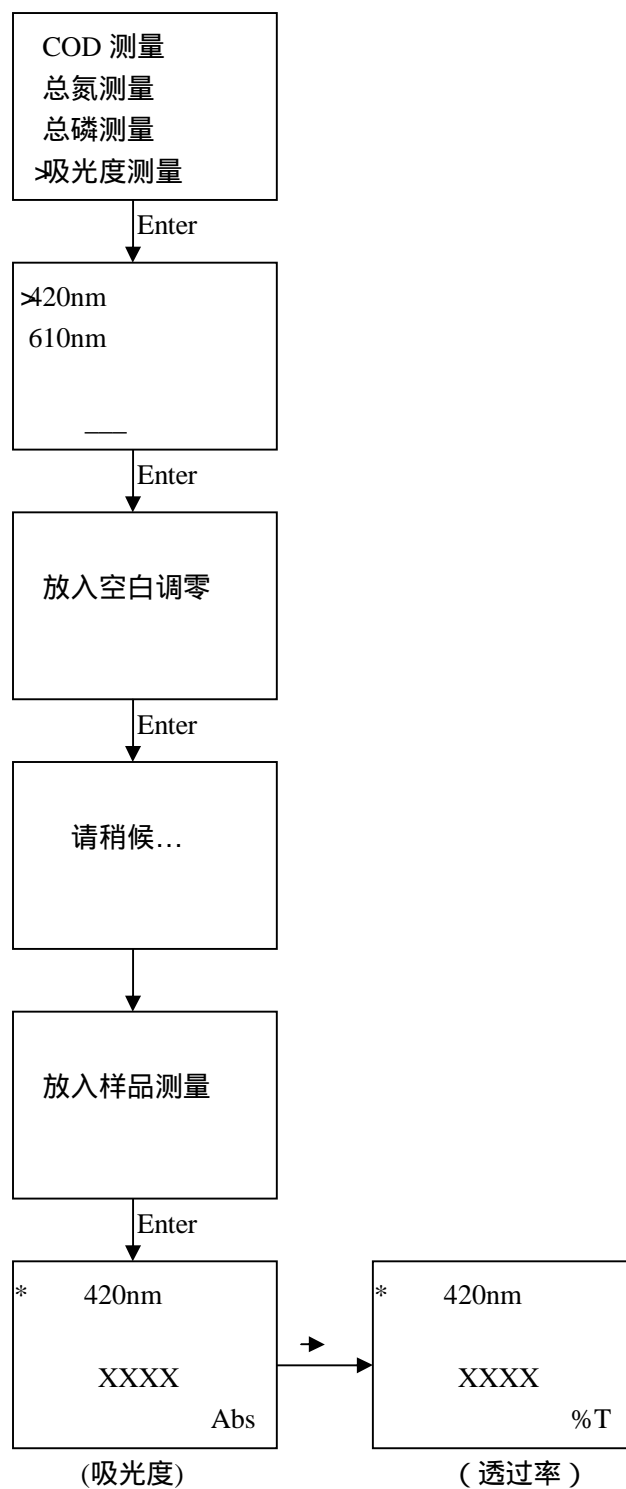 COD 测量
总氮测量
总磷测量
>吸光度测量
Enter
>420nm
610nm
___
Enter
放入空白调零
Enter
请稍候…
放入样品测量
Enter
* 420nm
XXXX
Abs
(吸光度)
* 420nm
XXXX
%T
（透过率）